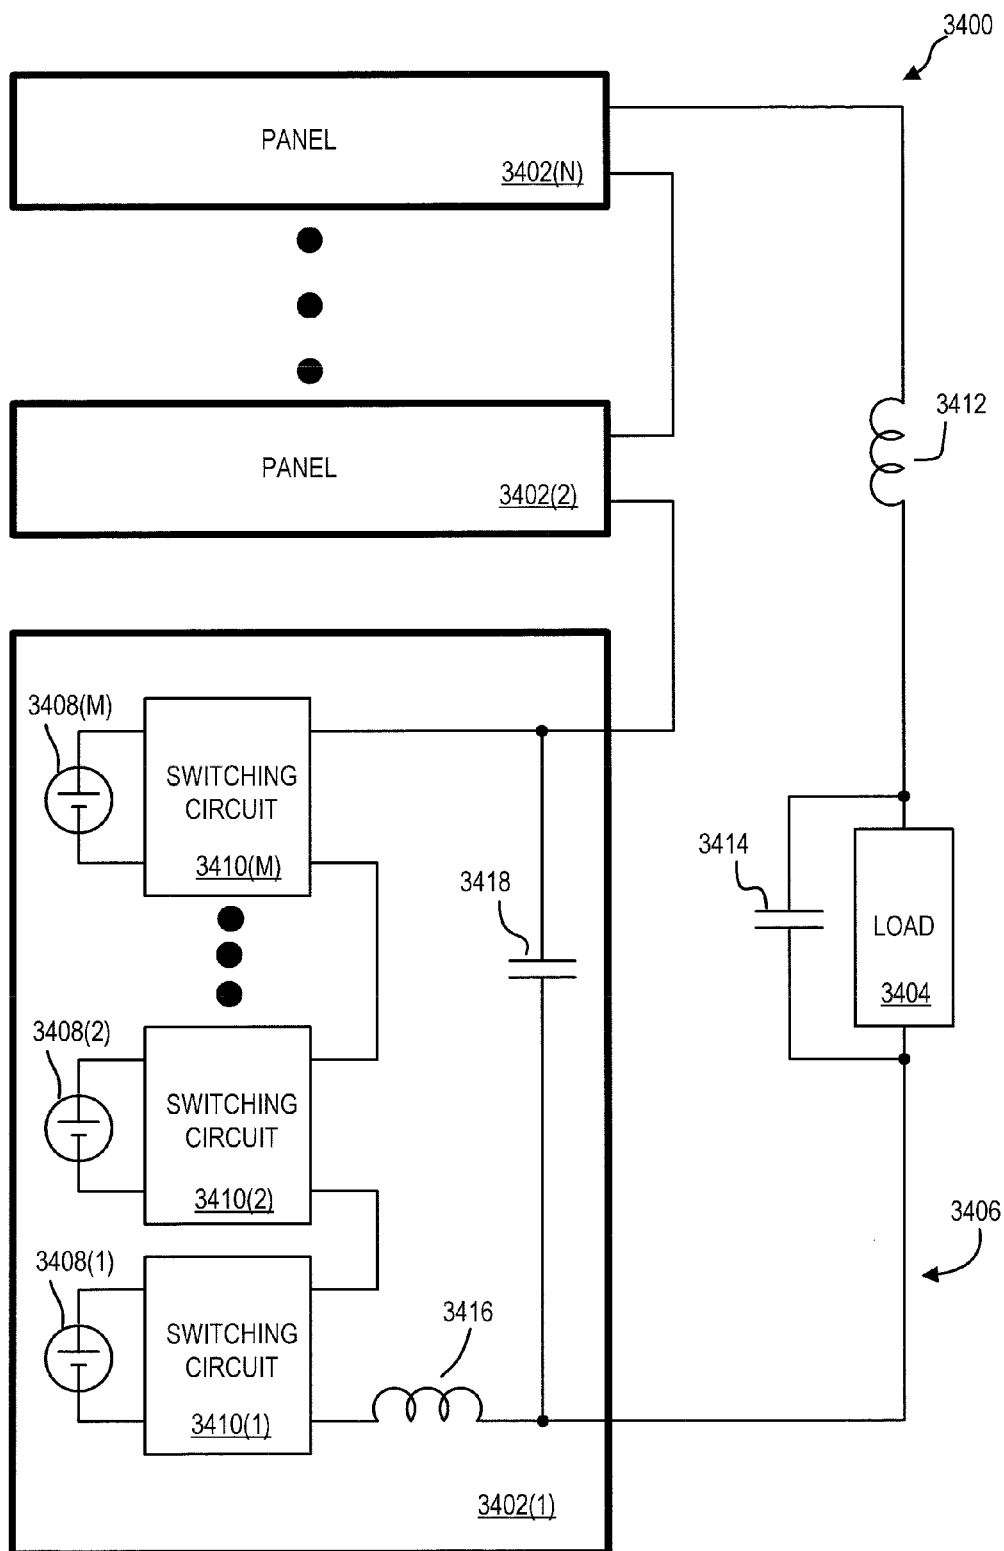 3400
PANEL
3402(N)
3412
PANEL
3402(2)
3408(M)
SWITCHING
CIRCUIT
3410(M)
3418
3414
LOAD
3404
3408(2)
SWITCHING
CIRCUIT
3410(2)
3406
3408(1)
SWITCHING
CIRCUIT
3410(1)
3416
3402(1)